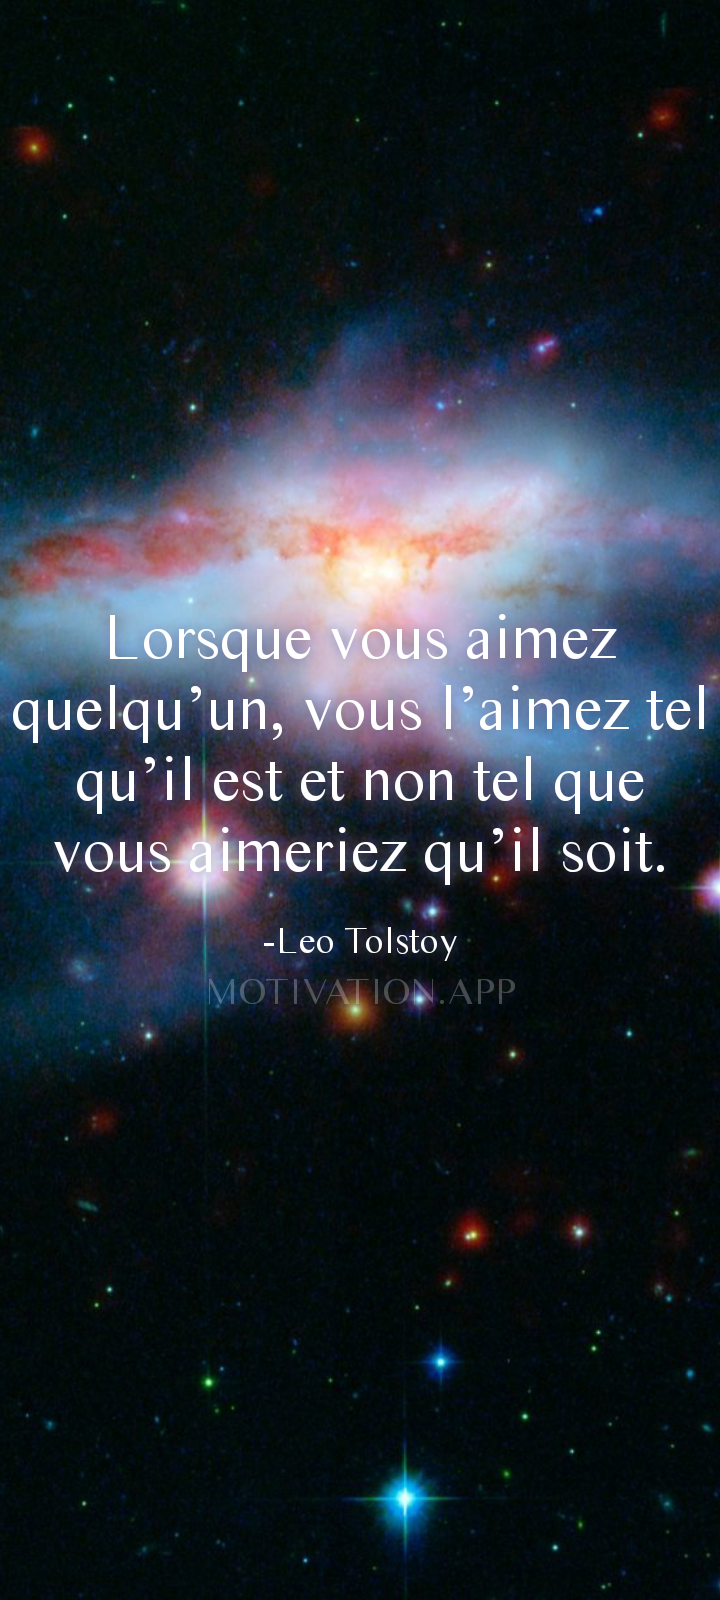 Lorsque vous aimez
quelqu’un, vous l’aimez tel
qu’il est et non tel que
vous aimeriez qu’il soit.
-Leo Tolstoy
MOTIVATION.APP